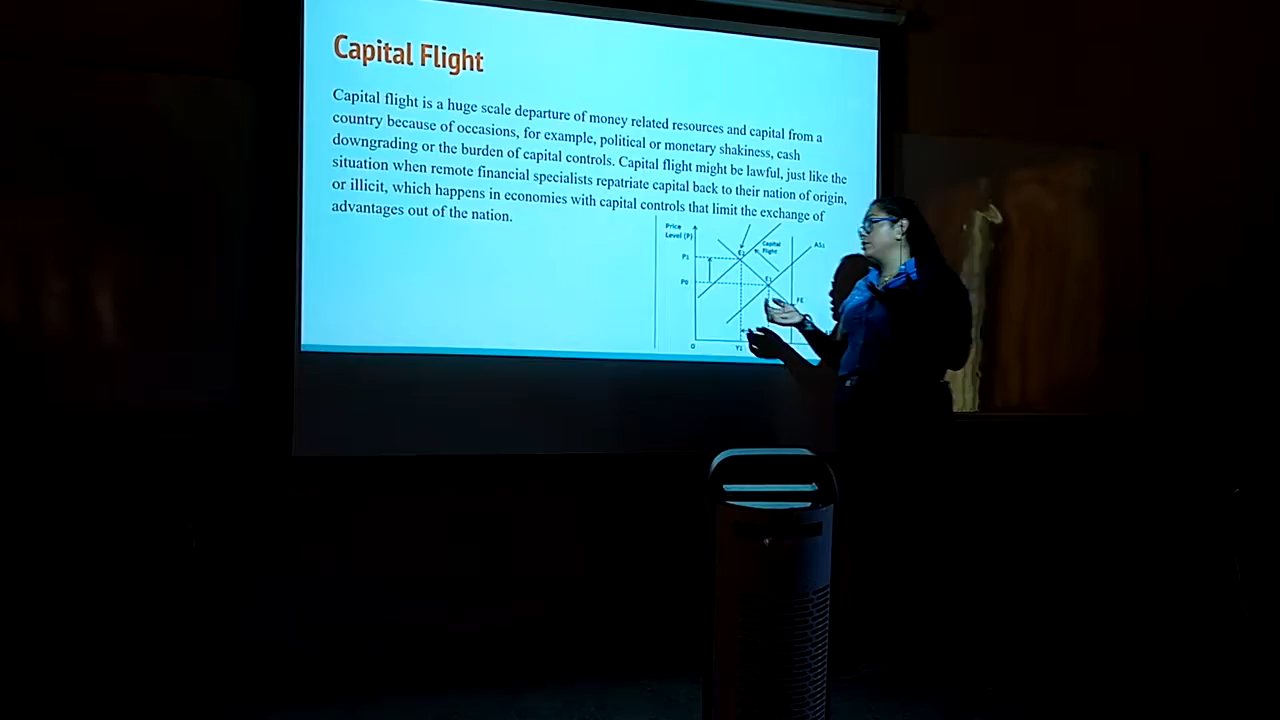 Capital Flight
Capital flight is a huge scale departure of money related resources and capital from a
country because of occasions, for example, political or monetary shakiness, cash
downgrading or the burden of capital controls. Capital flight might be lawful, just like the
situation when remote financial specialists repatriate capital back to their nation of origin,
or illicit, which happens in economies with capital controls that limit the exchange of
advantages out of the nation.
Price
Level (P)
Capital
Flight
AS1
E2
P1
E1
P0
FE
0
Y1